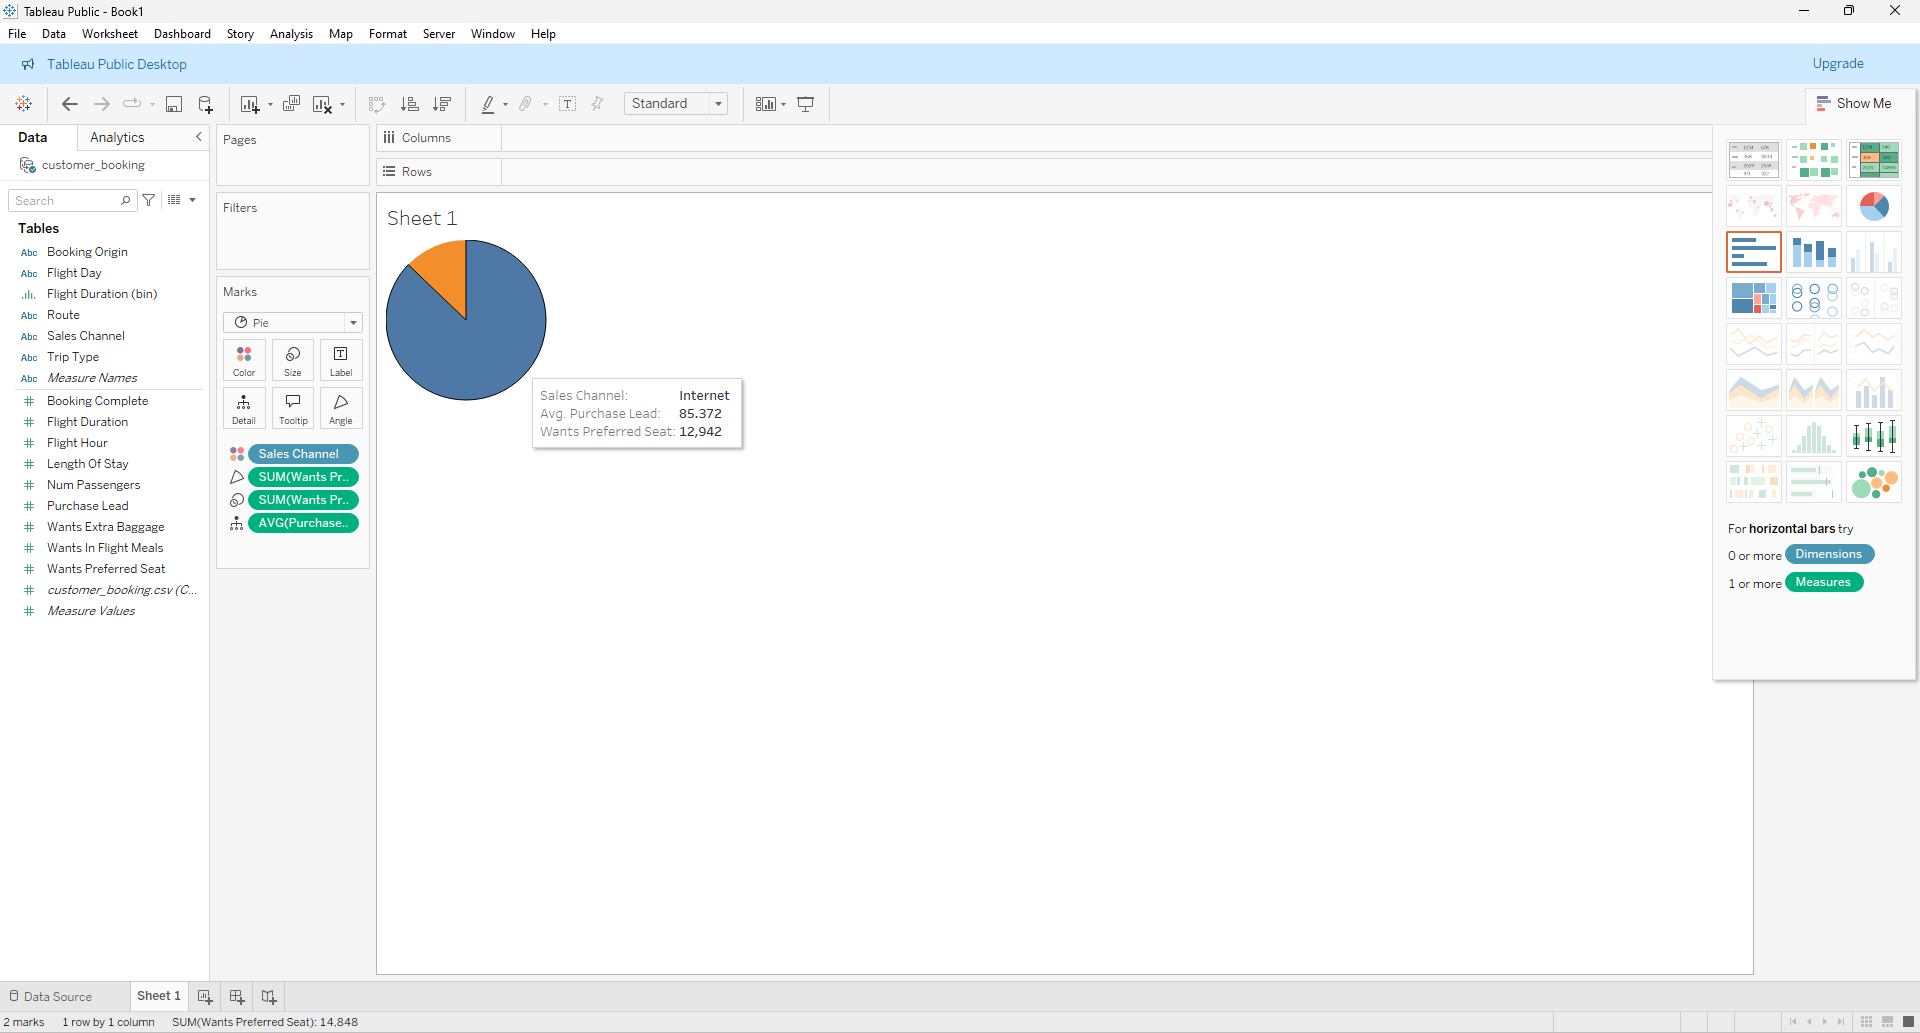 Tableau Public - Book1
File Data Worksheet Dashboard Story Analysis Map Format Server Window Help
Tableau Public Desktop
Upgrade
Standard
Show Me
Data
Analytics
customer_booking
Search
Tables
Abc Booking Origin
Abc Flight Day
Flight Duration (bin)
Abc Route
Abc Sales Channel
Abc Trip Type
Abc Measure Names
# Booking Complete
# Flight Duration
# Flight Hour
# Length Of Stay
# Num Passengers
# Purchase Lead
# Wants Extra Baggage
# Wants In Flight Meals
# Wants Preferred Seat
# customer_booking.csv (C...
# Measure Values
Pages
Filters
Marks
Pie
Color
Size
Label
Detail
Tooltip
Angle
Sales Channel
SUM(Wants Pr..
SUM(Wants Pr..
AVG(Purchase..
Columns
Rows
Sheet 1
Sales Channel: Internet
Avg. Purchase Lead: 85.372
Wants Preferred Seat: 12,942
For horizontal bars try
0 or more Dimensions
1 or more Measures
Data Source
Sheet 1
2 marks 1 row by 1 column SUM(Wants Preferred Seat): 14,848